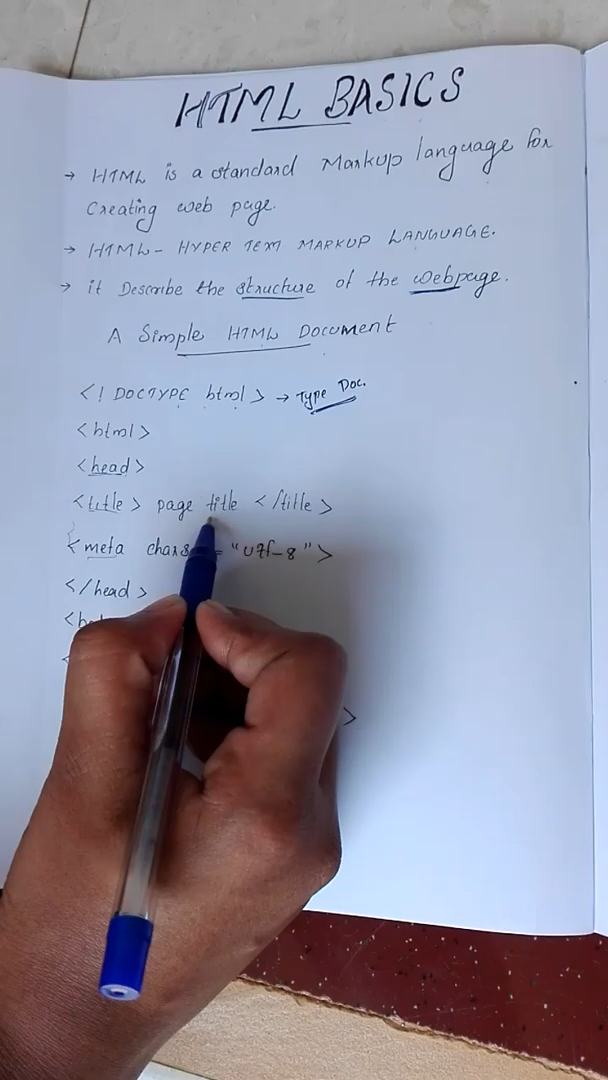 HTML BASICS
→ HTML is a standard Markup language for
creating web page.
→ HTML - HYPER TEXT MARKUP LANGUAGE.
→ it Describe the structure of the webpage.
A Simple HTML Document
<! DOCTYPE html> → Type Doc.
<html>
<head>
<title> page title </title>
<meta chars = "utf-8">
</head>
<
<
>